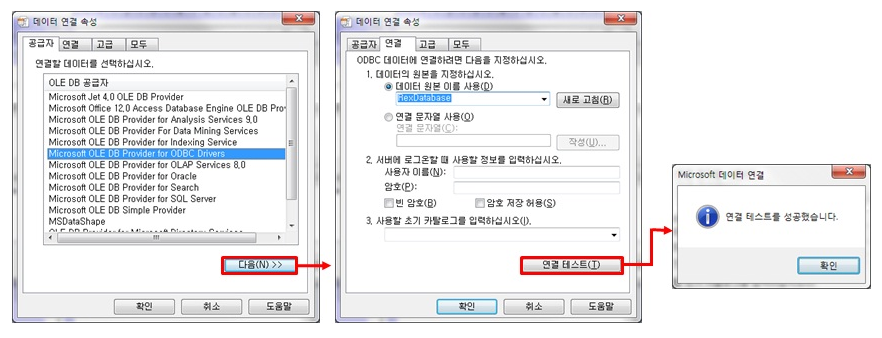 데이터 연결 속성
공급자 연결 고급 모두
연결할 데이터를 선택하십시오.
OLE DB 공급자
Microsoft Jet 4,0 OLE DB Provider
Microsoft Office 12,0 Access Database Engine OLE DB Pro
Microsoft OLE DB Provider for Analysis Services 9,0
Microsoft OLE DB Provider For Data Mining Services
Microsoft OLE DB Provider for Indexing Service
Microsoft OLE DB Provider for ODBC Drivers
Microsoft OLE DB Provider for OLAP Services 8,0
Microsoft OLE DB Provider for Oracle
Microsoft OLE DB Provider for Search
Microsoft OLE DB Provider for SQL Server
Microsoft OLE DB Simple Provider
MSDataShape
OLE DB Provider for Microsoft Directory Services
다음(N) >>
확인 취소 도움말
데이터 연결 속성
공급자 연결 고급 모두
ODBC 데이터에 연결하려면 다음을 지정하십시오.
1. 데이터의 원본을 지정하십시오.
데이터 원본 이름 사용(D)
FlexDatabase
새로 고침(R)
연결 문자열 사용(O)
연결 문자열(C):
작성(U)...
2. 서버에 로그온할 때 사용할 정보를 입력하십시오.
사용자 이름(N):
암호(P):
빈 암호(B) 암호 저장 허용(S)
3. 사용할 초기 카탈로그를 입력하십시오(I).
연결 테스트(T)
확인 취소 도움말
Microsoft 데이터 연결
연결 테스트를 성공했습니다.
확인